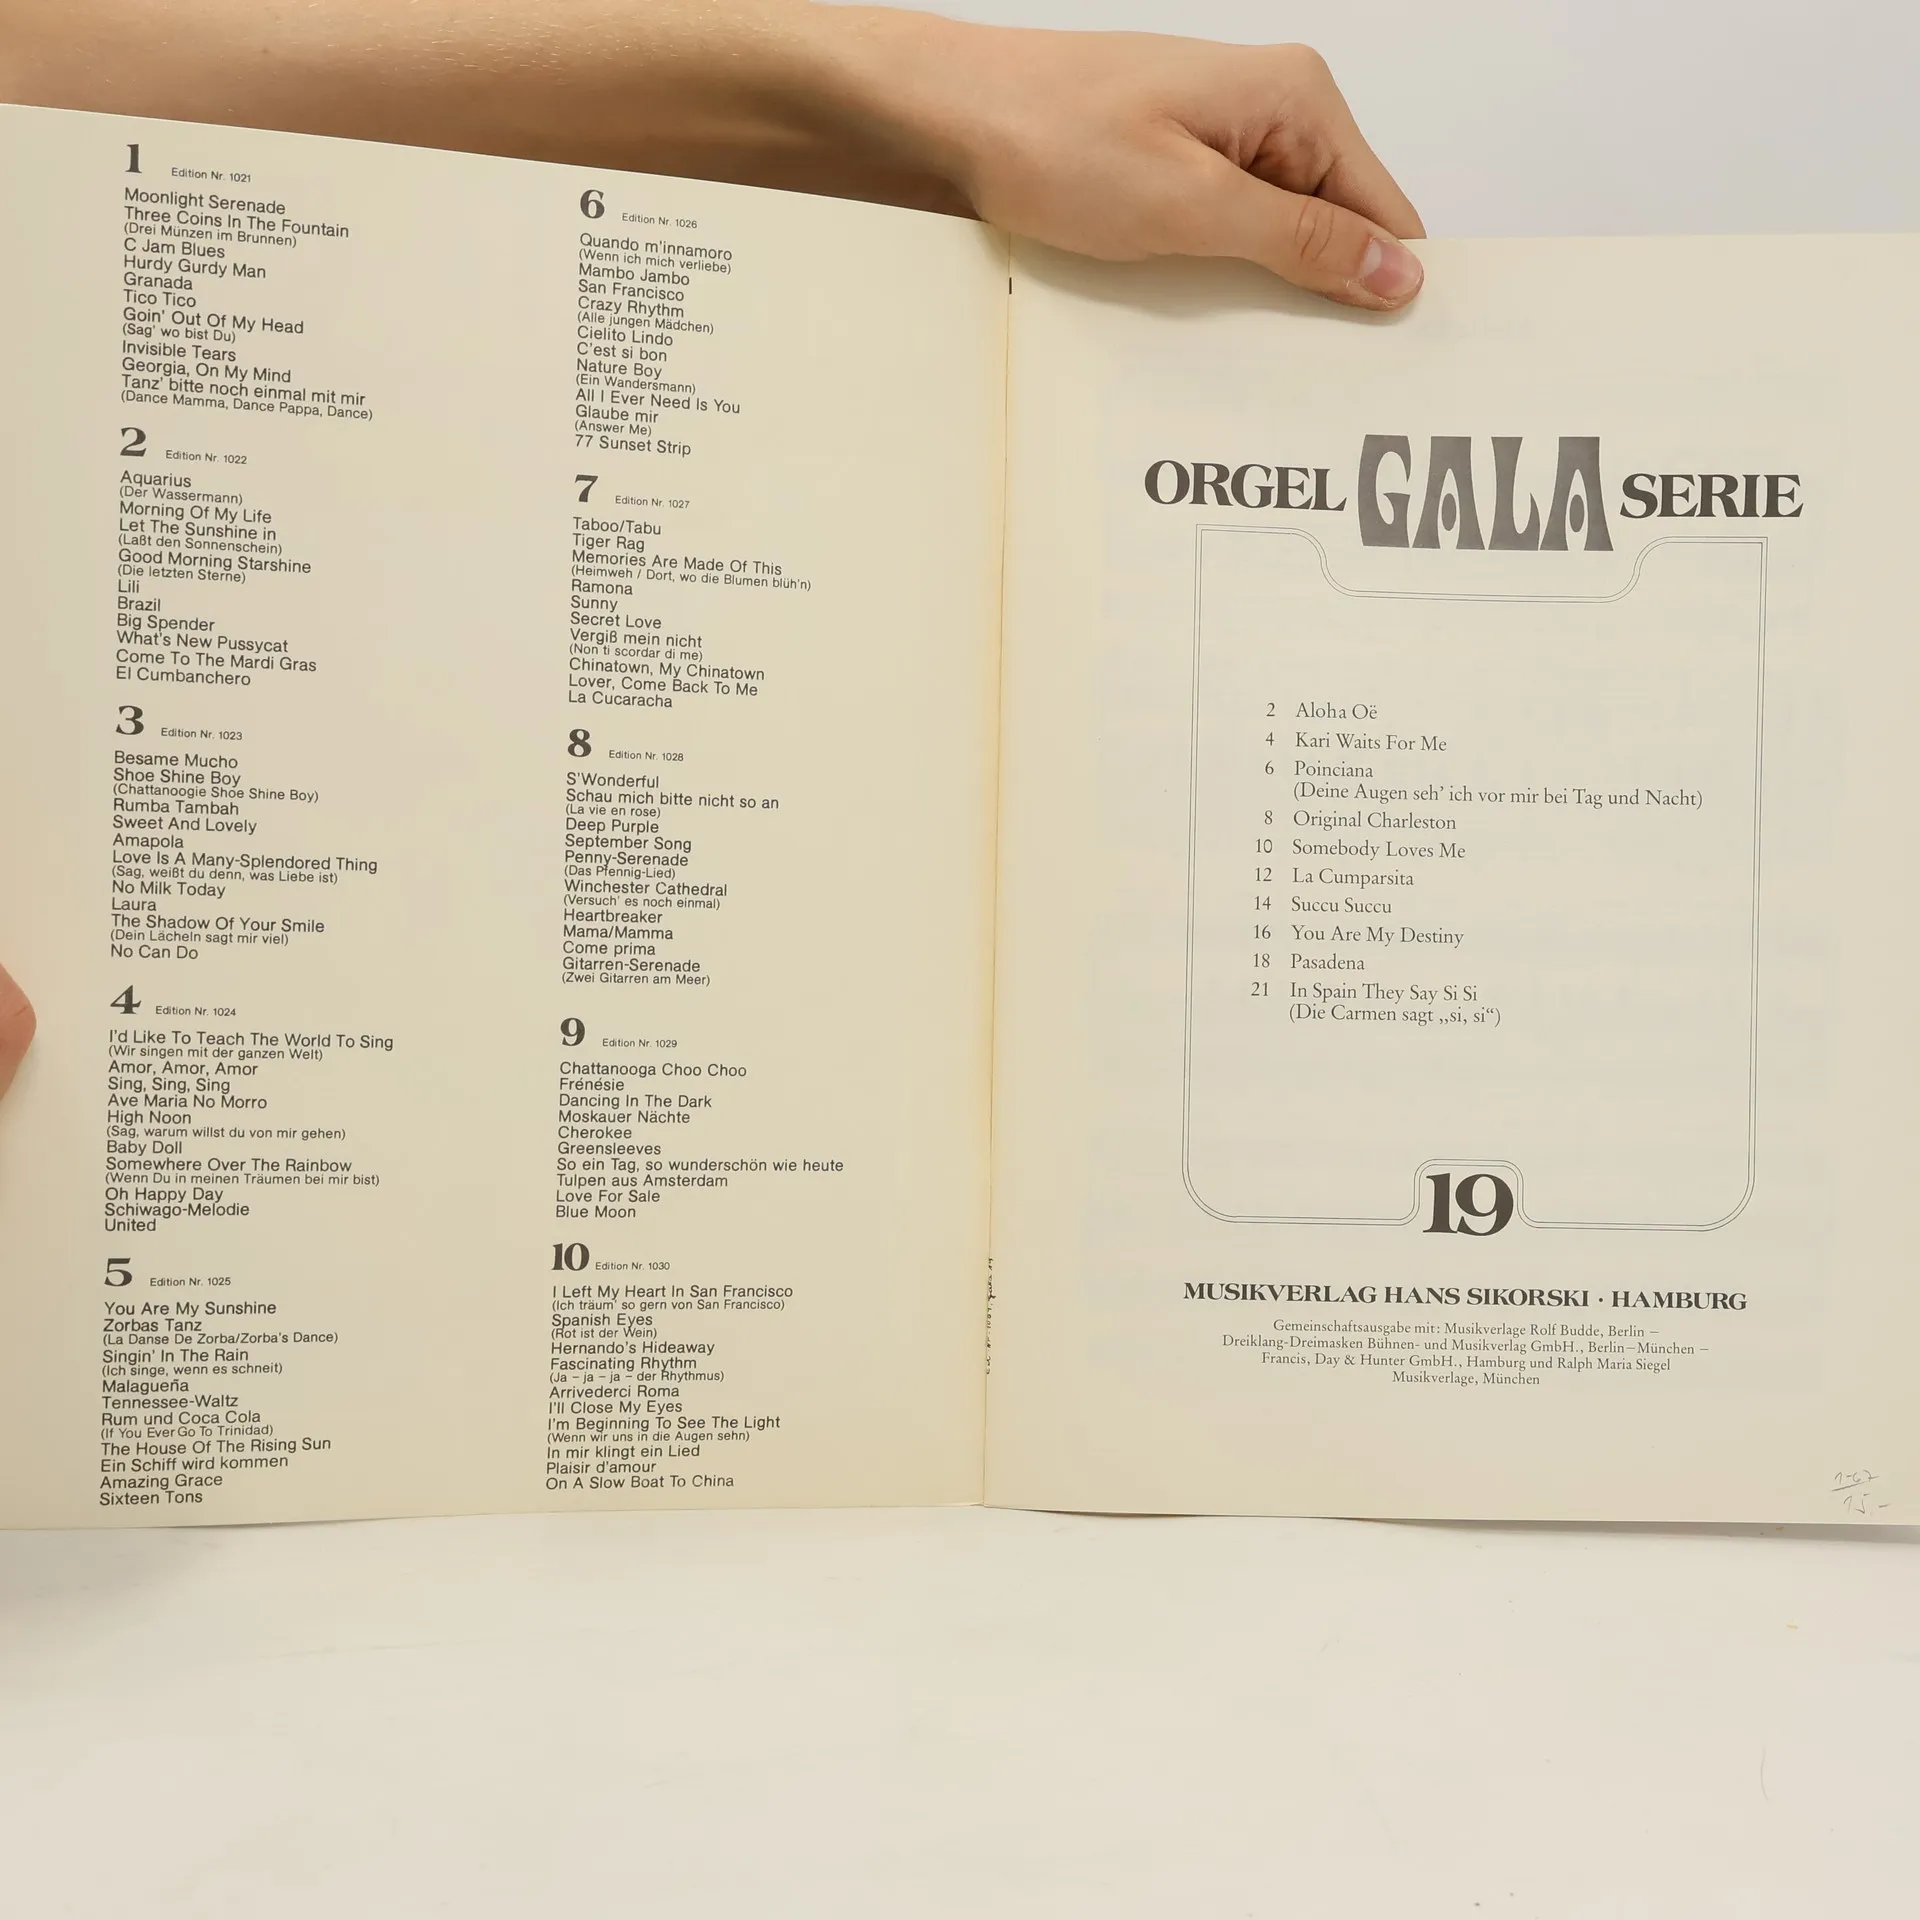 1 Edition Nr. 1021
Moonlight Serenade
Three Coins In The Fountain
(Drei Münzen im Brunnen)
C Jam Blues
Hurdy Gurdy Man
Granada
Tico Tico
Goin' Out Of My Head
(Sag' wo bist Du)
Invisible Tears
Georgia, On My Mind
Tanz' bitte noch einmal mit mir
(Dance Mamma, Dance Pappa, Dance)
2 Edition Nr. 1022
Aquarius
(Der Wassermann)
Morning Of My Life
Let The Sunshine in
(Laßt den Sonnenschein)
Good Morning Starshine
(Die letzten Sterne)
Lili
Brazil
Big Spender
What's New Pussycat
Come To The Mardi Gras
El Cumbanchero
3 Edition Nr. 1023
Besame Mucho
Shoe Shine Boy
(Chattanoogie Shoe Shine Boy)
Rumba Tambah
Sweet And Lovely
Amapola
Love Is A Many-Splendored Thing
(Sag, weißt du denn, was Liebe ist)
No Milk Today
Laura
The Shadow Of Your Smile
(Dein Lächeln sagt mir viel)
No Can Do
4 Edition Nr. 1024
I'd Like To Teach The World To Sing
(Wir singen mit der ganzen Welt)
Amor, Amor, Amor
Sing, Sing, Sing
Ave Maria No Morro
High Noon
(Sag, warum willst du von mir gehen)
Baby Doll
Somewhere Over The Rainbow
(Wenn Du in meinen Träumen bei mir bist)
Oh Happy Day
Schiwago-Melodie
United
5 Edition Nr. 1025
You Are My Sunshine
Zorbas Tanz
(La Danse De Zorba/Zorba's Dance)
Singin' In The Rain
(Ich singe, wenn es schneit)
Malagueña
Tennessee-Waltz
Rum und Coca Cola
(If You Ever Go To Trinidad)
The House Of The Rising Sun
Ein Schiff wird kommen
Amazing Grace
Sixteen Tons
6 Edition Nr. 1026
Quando m'innamoro
(Wenn ich mich verliebe)
Mambo Jambo
San Francisco
Crazy Rhythm
(Alle jungen Mädchen)
Cielito Lindo
C'est si bon
Nature Boy
(Ein Wandersmann)
All I Ever Need Is You
Glaube mir
(Answer Me)
77 Sunset Strip
7 Edition Nr. 1027
Taboo/Tabu
Tiger Rag
Memories Are Made Of This
(Heimweh / Dort, wo die Blumen blüh'n)
Ramona
Sunny
Secret Love
Vergiß mein nicht
(Non ti scordar di me)
Chinatown, My Chinatown
Lover, Come Back To Me
La Cucaracha
8 Edition Nr. 1028
S'Wonderful
Schau mich bitte nicht so an
(La vie en rose)
Deep Purple
September Song
Penny-Serenade
(Das Pfennig-Lied)
Winchester Cathedral
(Versuch' es noch einmal)
Heartbreaker
Mama/Mamma
Come prima
Gitarren-Serenade
(Zwei Gitarren am Meer)
9 Edition Nr. 1029
Chattanooga Choo Choo
Frénésie
Dancing In The Dark
Moskauer Nächte
Cherokee
Greensleeves
So ein Tag, so wunderschön wie heute
Tulpen aus Amsterdam
Love For Sale
Blue Moon
10 Edition Nr. 1030
I Left My Heart In San Francisco
(Ich träum' so gern von San Francisco)
Spanish Eyes
(Rot ist der Wein)
Hernando's Hideaway
Fascinating Rhythm
(Ja – ja – ja – der Rhythmus)
Arrivederci Roma
I'll Close My Eyes
I'm Beginning To See The Light
(Wenn wir uns in die Augen sehn)
In mir klingt ein Lied
Plaisir d'amour
On A Slow Boat To China
ORGEL GALA SERIE
2 Aloha Oë
4 Kari Waits For Me
6 Poinciana
(Deine Augen seh' ich vor mir bei Tag und Nacht)
8 Original Charleston
10 Somebody Loves Me
12 La Cumparsita
14 Succu Succu
16 You Are My Destiny
18 Pasadena
21 In Spain They Say Si Si
(Die Carmen sagt „si, si“)
19
MUSIKVERLAG HANS SIKORSKI · HAMBURG
Gemeinschaftsausgabe mit: Musikverlage Rolf Budde, Berlin –
Dreiklang-Dreimasken Bühnen- und Musikverlag GmbH., Berlin–München –
Francis, Day & Hunter GmbH., Hamburg und Ralph Maria Siegel
Musikverlage, München
15.-